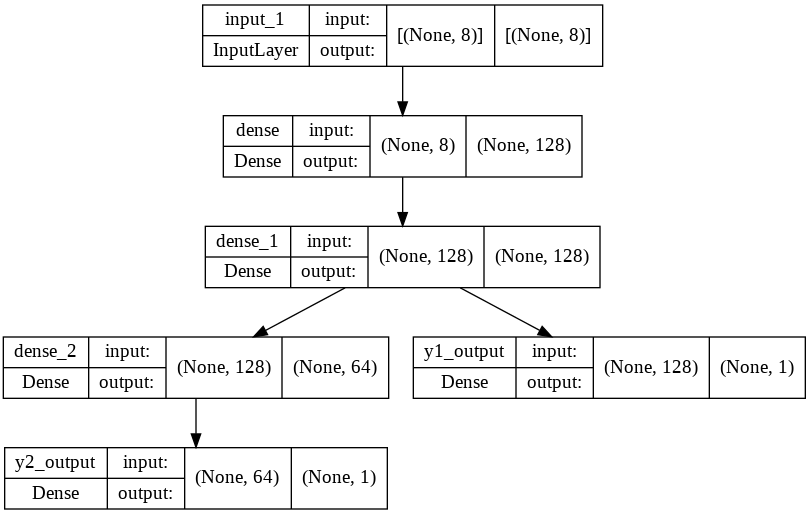 input_1 input: [(None, 8)] [(None, 8)]
InputLayer output:
dense input: (None, 8) (None, 128)
Dense output:
dense_1 input: (None, 128) (None, 128)
Dense output:
dense_2 input: (None, 128) (None, 64)
Dense output:
y1_output input: (None, 128) (None, 1)
Dense output:
y2_output input: (None, 64) (None, 1)
Dense output: